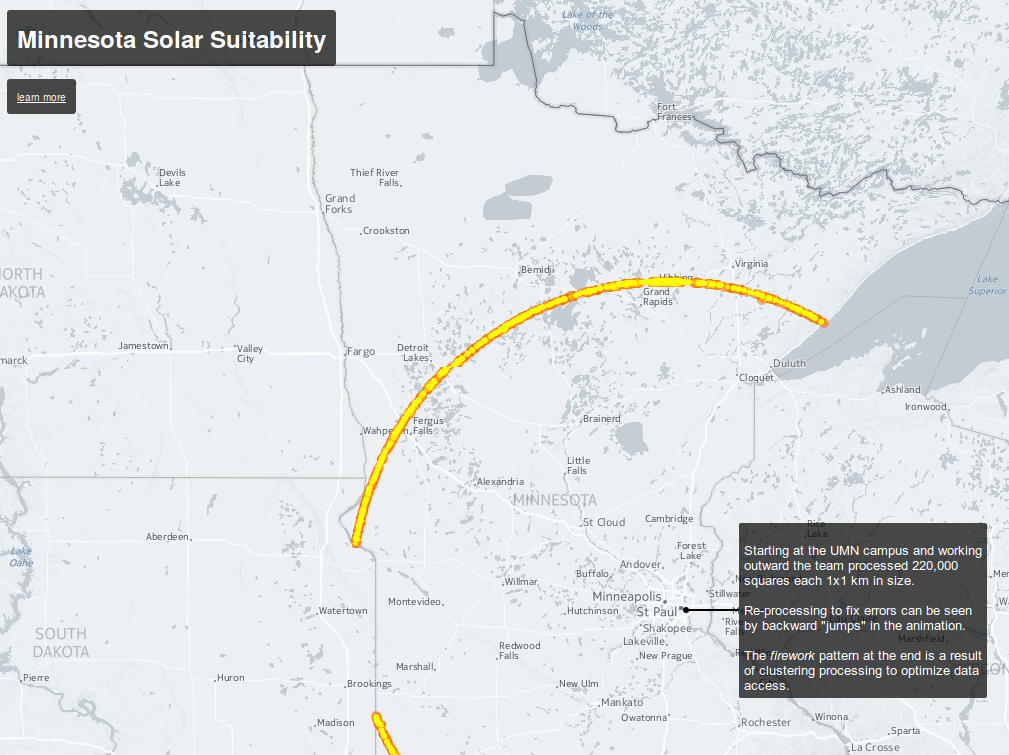 Minnesota Solar Suitability
learn more
Lake of the
Woods
Fort
Frances
Devils
Lake
Thief River
Falls
Grand
Forks
Crookston
Bemidji
Virginia
Hibbing
Grand
Rapids
Lake
Superior
Jamestown
Valley
City
Fargo
Detroit
Lakes
Duluth
Cloquet
Ashland
Ironwood
Fergus
Falls
Brainerd
Little
Falls
Alexandria
MINNESOTA
St Cloud
Cambridge
Aberdeen
Forest
Lake
Lake
Oahe
Andover
Buffalo
Willmar
Minneapolis
St Paul
Stillwater
Hutchinson
Montevideo
Watertown
Shakopee
Lakeville
New Prague
SOUTH
DAKOTA
Redwood
Falls
Marshall
Pierre
Huron
Brookings
New Ulm
Mankato
Owatonna
Madison
Rochester
Winona
Sparta
La Crosse
Rice
Lake
Starting at the UMN campus and working
outward the team processed 220,000
squares each 1x1 km in size.
Re-processing to fix errors can be seen
by backward "jumps" in the animation.
The firework pattern at the end is a result
of clustering processing to optimize data
access.
Marshfield